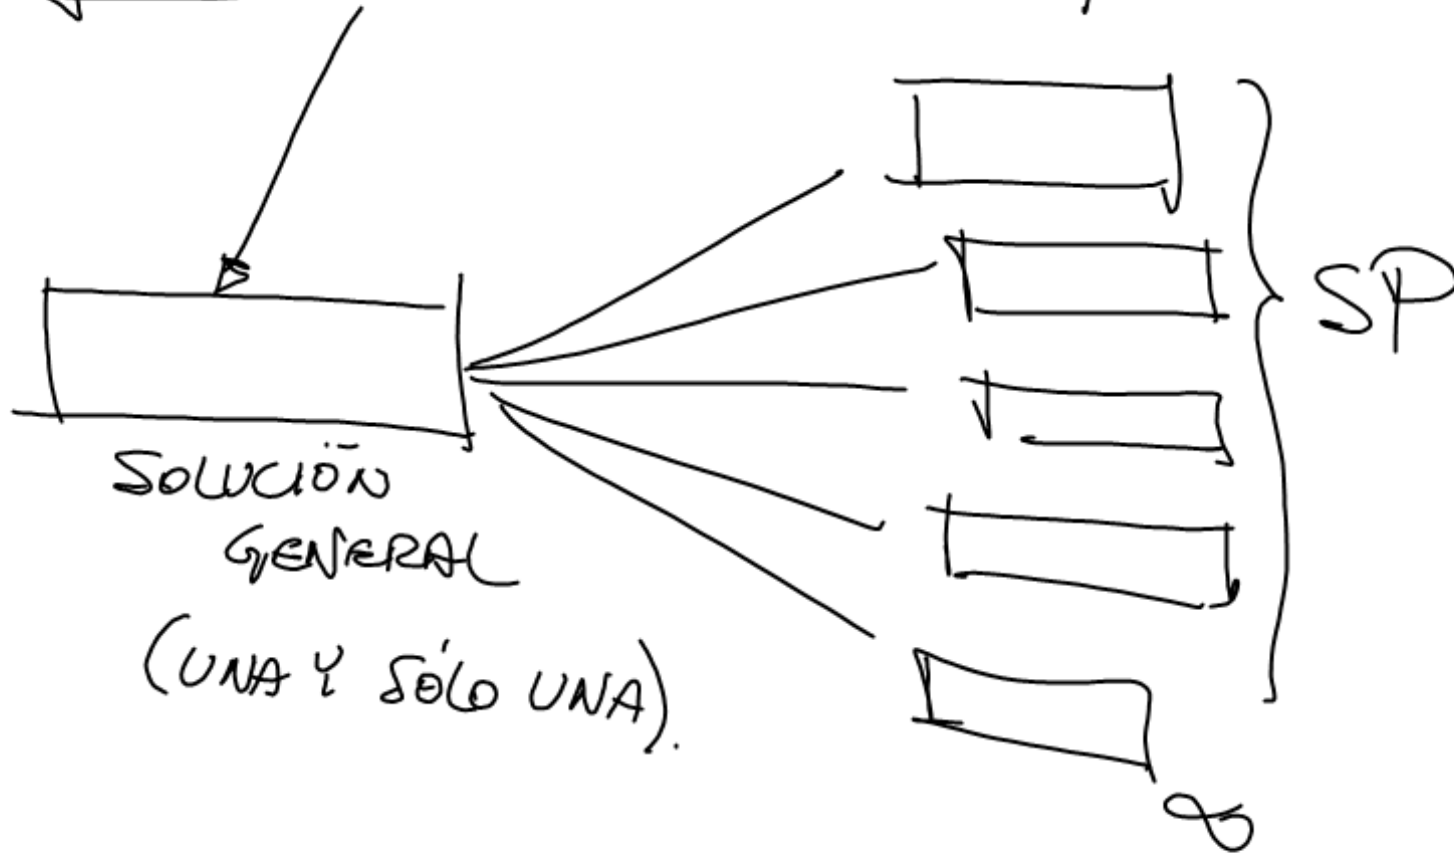 SP
SOLUCIÓN
GENERAL
(UNA Y SÓLO UNA).
∞